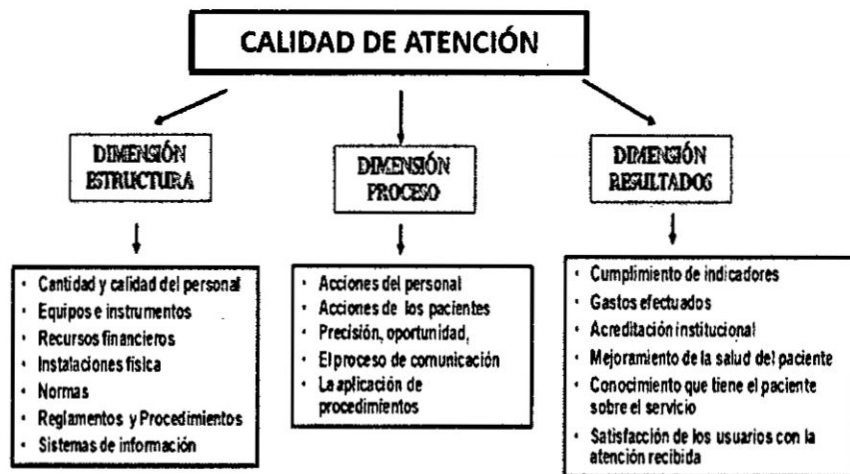 CALIDAD DE ATENCIÓN
DIMENSIÓN
ESTRUCTURA
DIMENSIÓN
PROCESO
DIMENSIÓN
RESULTADOS
· Cantidad y calidad del personal
· Equipos e instrumentos
· Recursos financieros
· Instalaciones física
· Normas
· Reglamentos y Procedimientos
· Sistemas de información
· Acciones del personal
· Acciones de los pacientes
· Precisión, oportunidad,
· El proceso de comunicación
· La aplicación de
procedimientos
· Cumplimiento de indicadores
· Gastos efectuados
· Acreditación institucional
· Mejoramiento de la salud del paciente
· Conocimiento que tiene el paciente
sobre el servicio
· Satisfacción de los usuarios con la
atención recibida